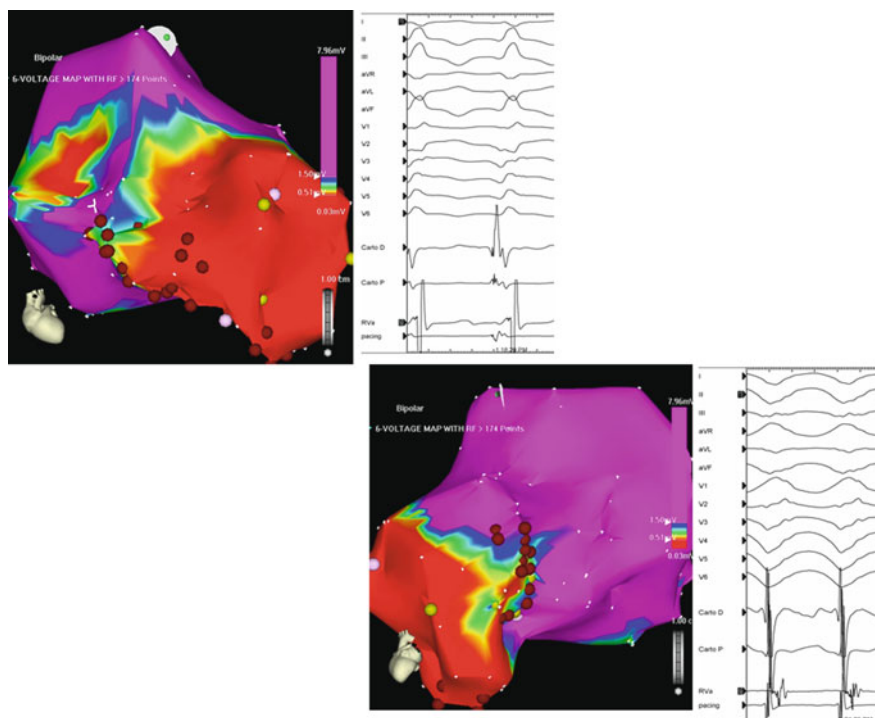 Bipolar
6-VOLTAGE MAP WITH RF > 174 Points
7.96mV
1.50mV
0.51mV
0.03mV
1.00 cm
I
II
III
aVR
aVL
aVF
V1
V2
V3
V4
V5
V6
Carto D
Carto P
RVa
pacing
Bipolar
6-VOLTAGE MAP WITH RF > 174 Points
7.96mV
1.50mV
0.51mV
0.03mV
1.00 c
I
II
III
aVR
aVL
aVF
V1
V2
V3
V4
V5
V6
Carto D
Carto P
RVa
pacing